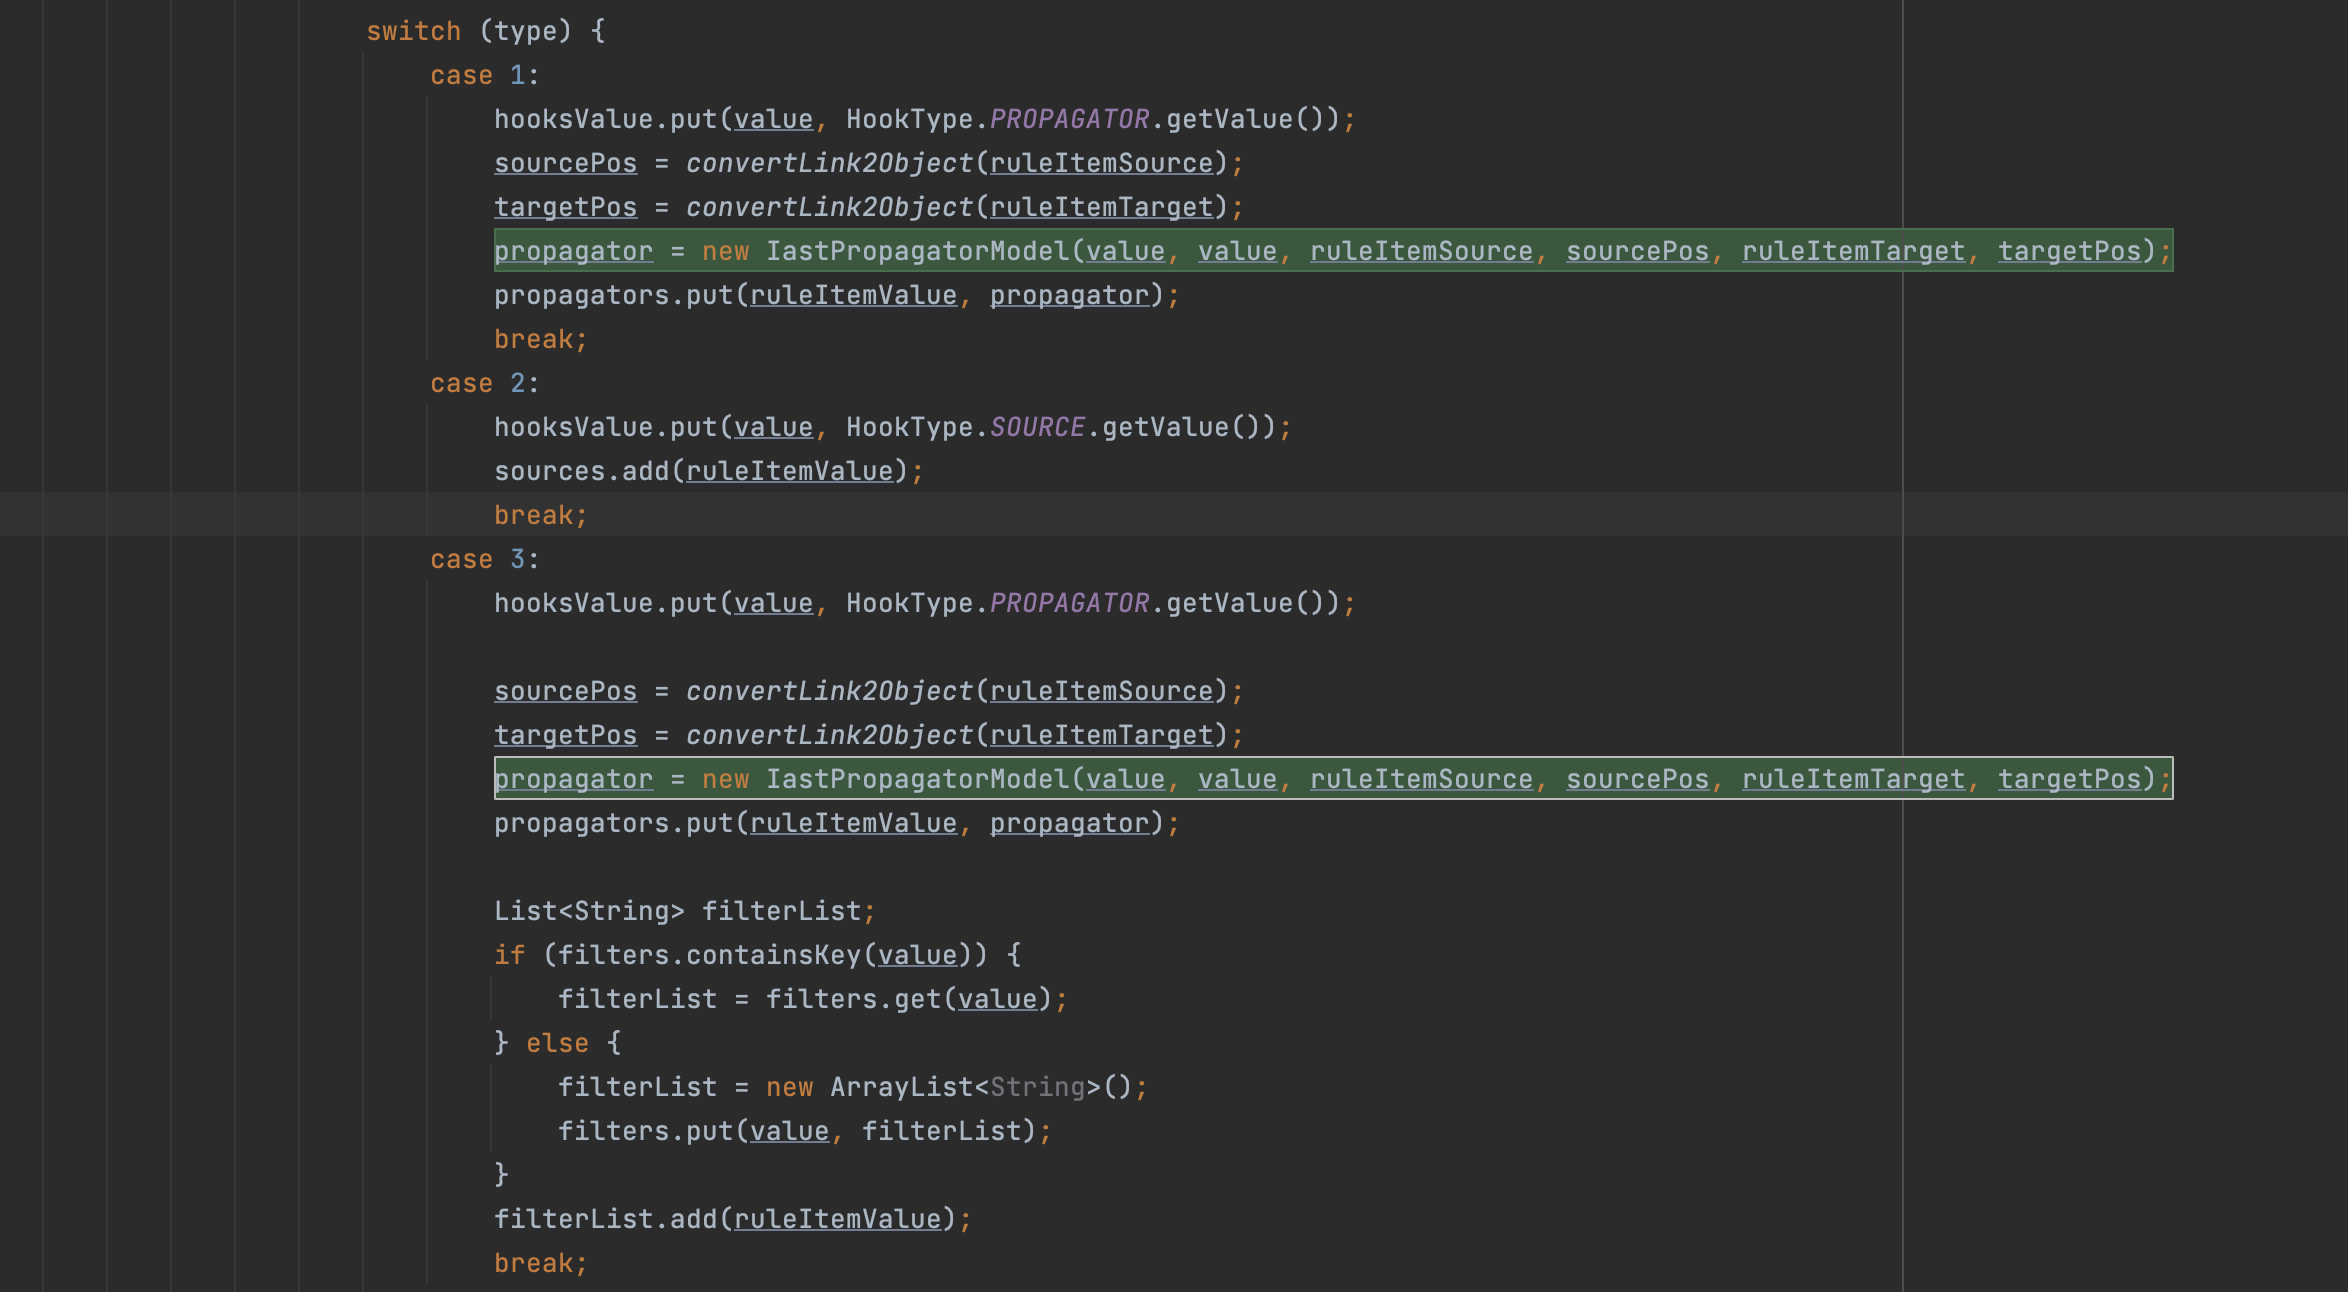 switch (type) {
case 1:
hooksValue.put(value, HookType.PROPAGATOR.getValue());
sourcePos = convertLink2Object(ruleItemSource);
targetPos = convertLink2Object(ruleItemTarget);
propagator = new IastPropagatorModel(value, value, ruleItemSource, sourcePos, ruleItemTarget, targetPos);
propagators.put(ruleItemValue, propagator);
break;
case 2:
hooksValue.put(value, HookType.SOURCE.getValue());
sources.add(ruleItemValue);
break;
case 3:
hooksValue.put(value, HookType.PROPAGATOR.getValue());
sourcePos = convertLink2Object(ruleItemSource);
targetPos = convertLink2Object(ruleItemTarget);
propagator = new IastPropagatorModel(value, value, ruleItemSource, sourcePos, ruleItemTarget, targetPos);
propagators.put(ruleItemValue, propagator);
List<String> filterList;
if (filters.containsKey(value)) {
filterList = filters.get(value);
} else {
filterList = new ArrayList<String>();
filters.put(value, filterList);
}
filterList.add(ruleItemValue);
break;